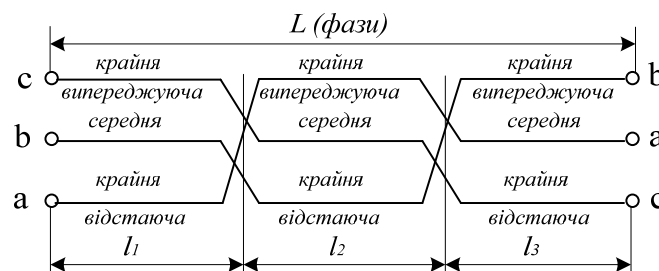 L (фази)
крайня крайня крайня
c b
випереджуюча випереджуюча випереджуюча
середня середня середня
b a
крайня крайня крайня
a c
відстаюча відстаюча відстаюча
l1 l2 l3